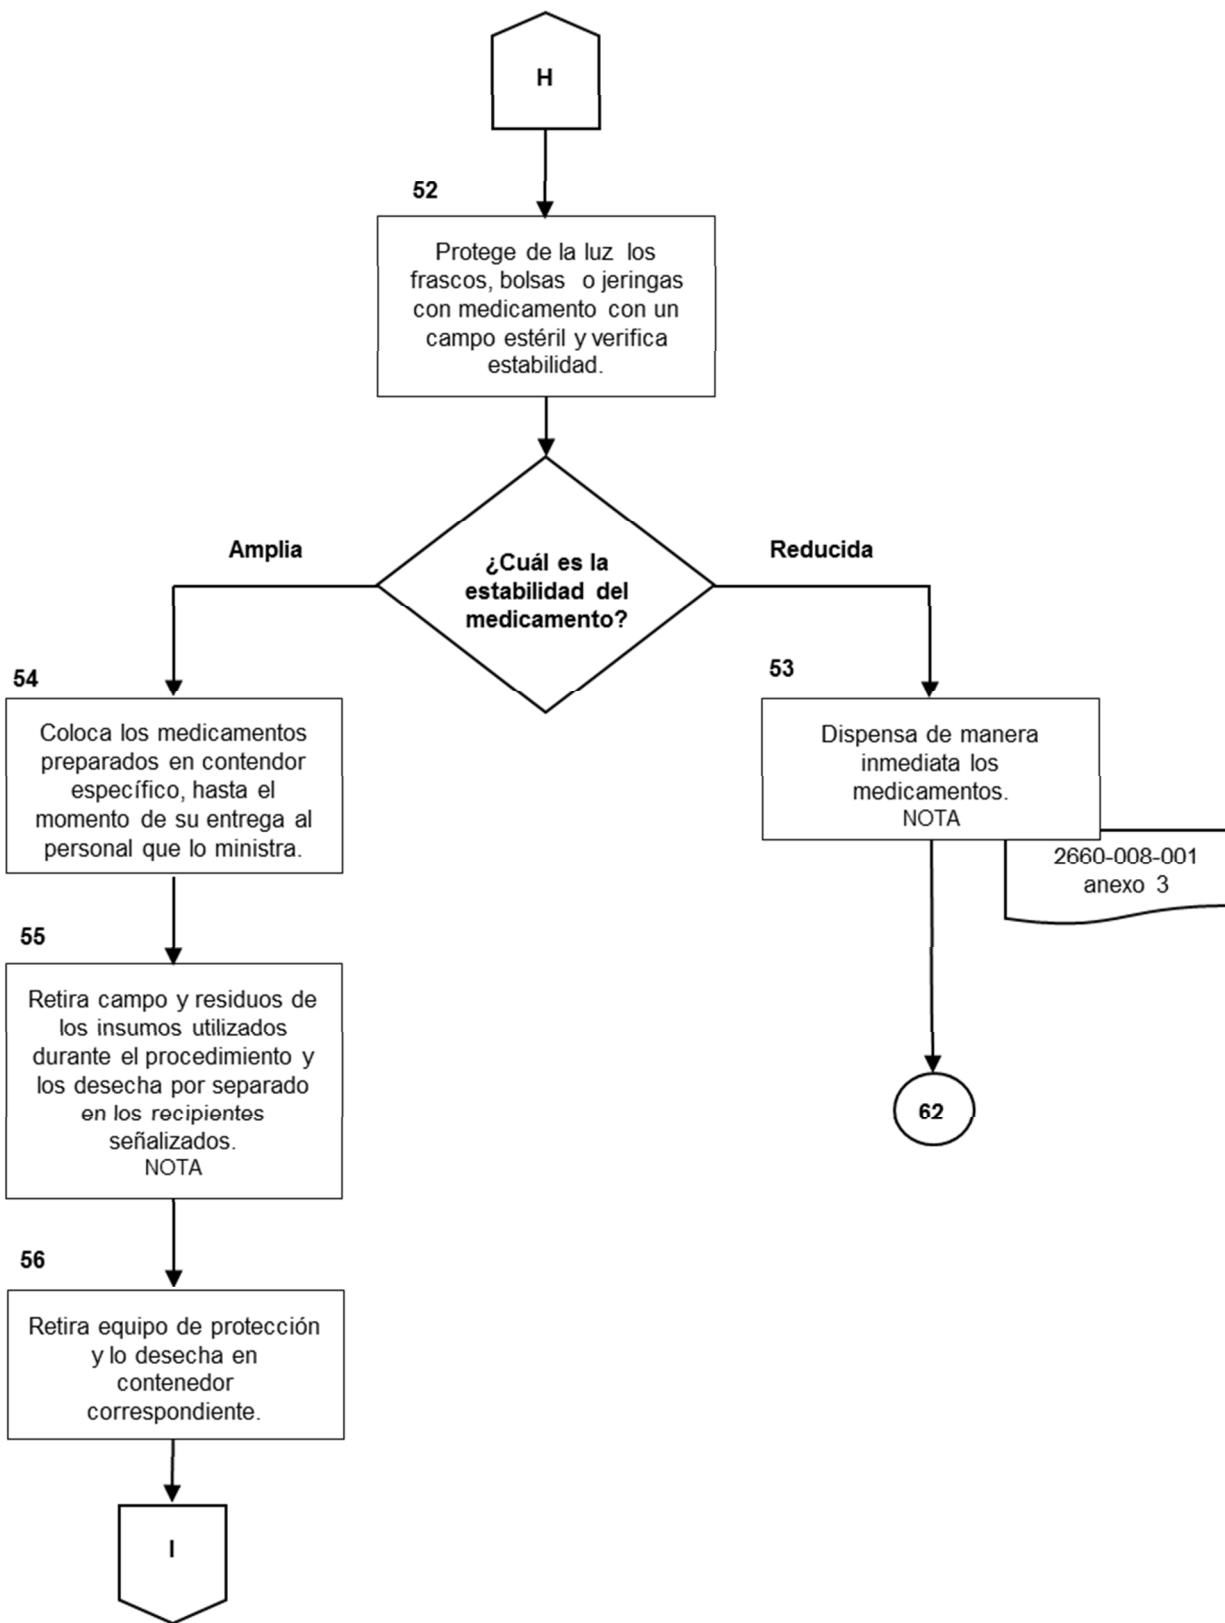 H
52
Protege de la luz los
frascos, bolsas o jeringas
con medicamento con un
campo estéril y verifica
estabilidad.
¿Cuál es la
estabilidad del
medicamento?
Amplia
Reducida
54
Coloca los medicamentos
preparados en contendor
específico, hasta el
momento de su entrega al
personal que lo ministra.
53
Dispensa de manera
inmediata los
medicamentos.
NOTA
2660-008-001
anexo 3
62
55
Retira campo y residuos de
los insumos utilizados
durante el procedimiento y
los desecha por separado
en los recipientes
señalizados.
NOTA
56
Retira equipo de protección
y lo desecha en
contenedor
correspondiente.
I